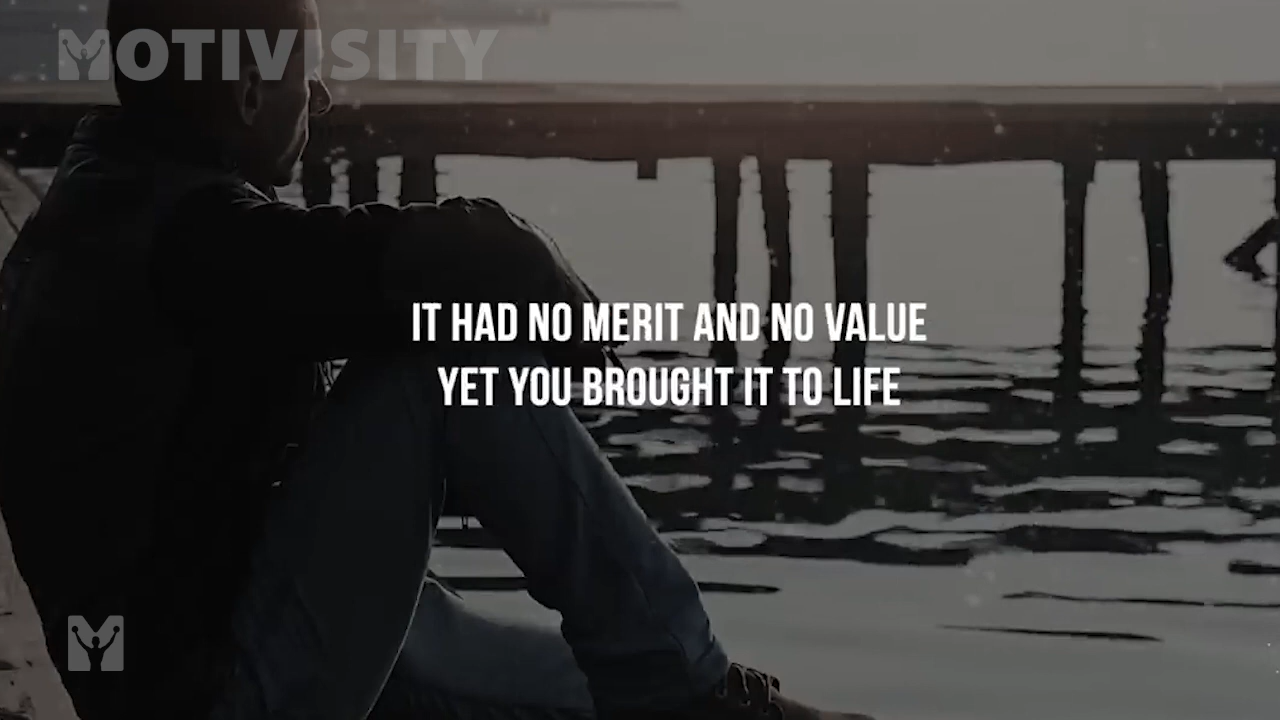 MOTIVISITY
IT HAD NO MERIT AND NO VALUE
YET YOU BROUGHT IT TO LIFE